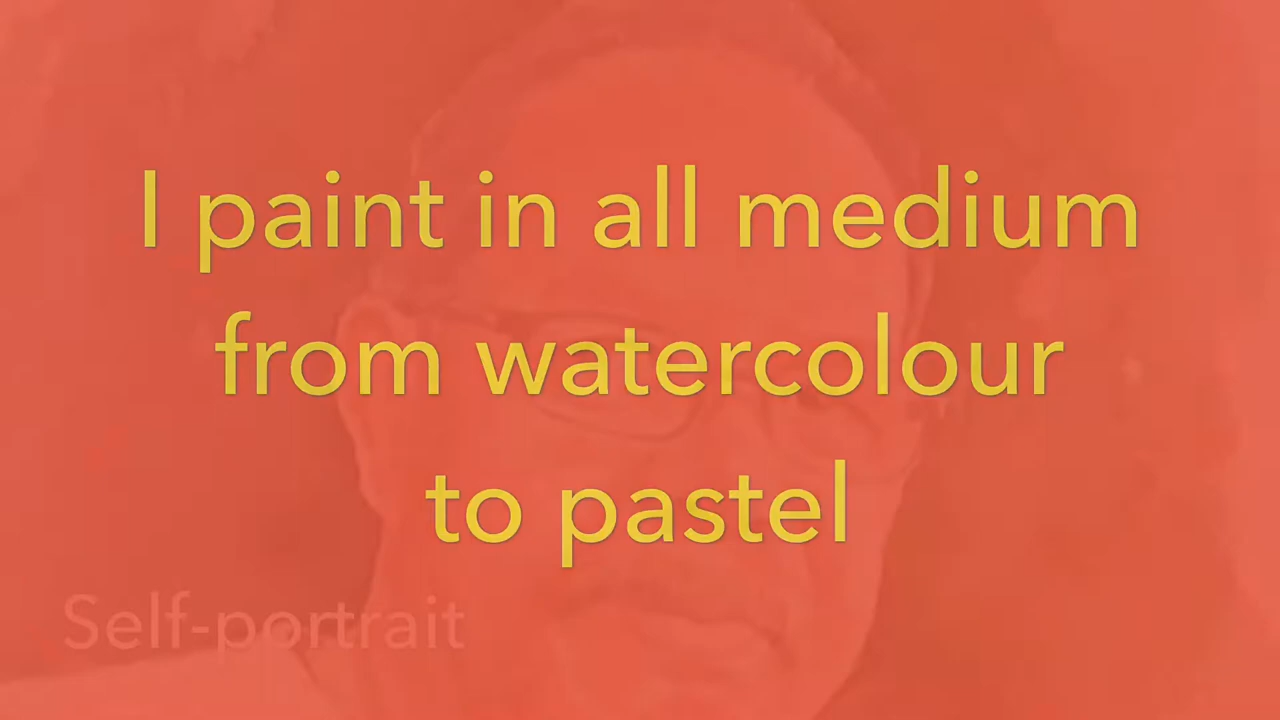 I paint in all medium
from watercolour
to pastel
Self-portrait